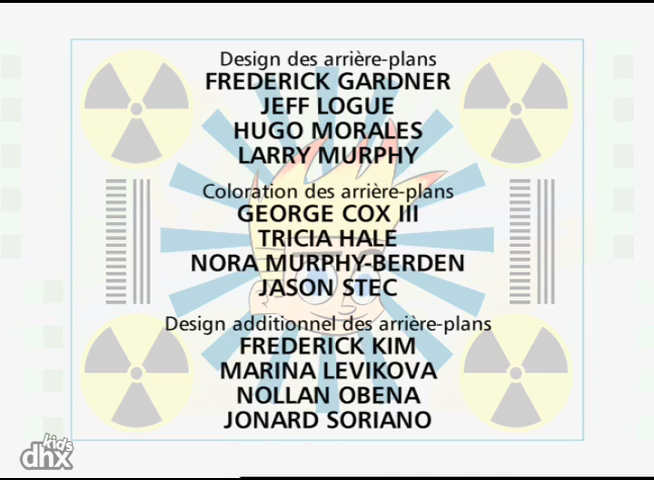 Design des arrière-plans
FREDERICK GARDNER
JEFF LOGUE
HUGO MORALES
LARRY MURPHY
Coloration des arrière-plans
GEORGE COX III
TRICIA HALE
NORA MURPHY-BERDEN
JASON STEC
Design additionnel des arrière-plans
FREDERICK KIM
MARINA LEVIKOVA
NOLLAN OBENA
JONARD SORIANO
kids
dhx